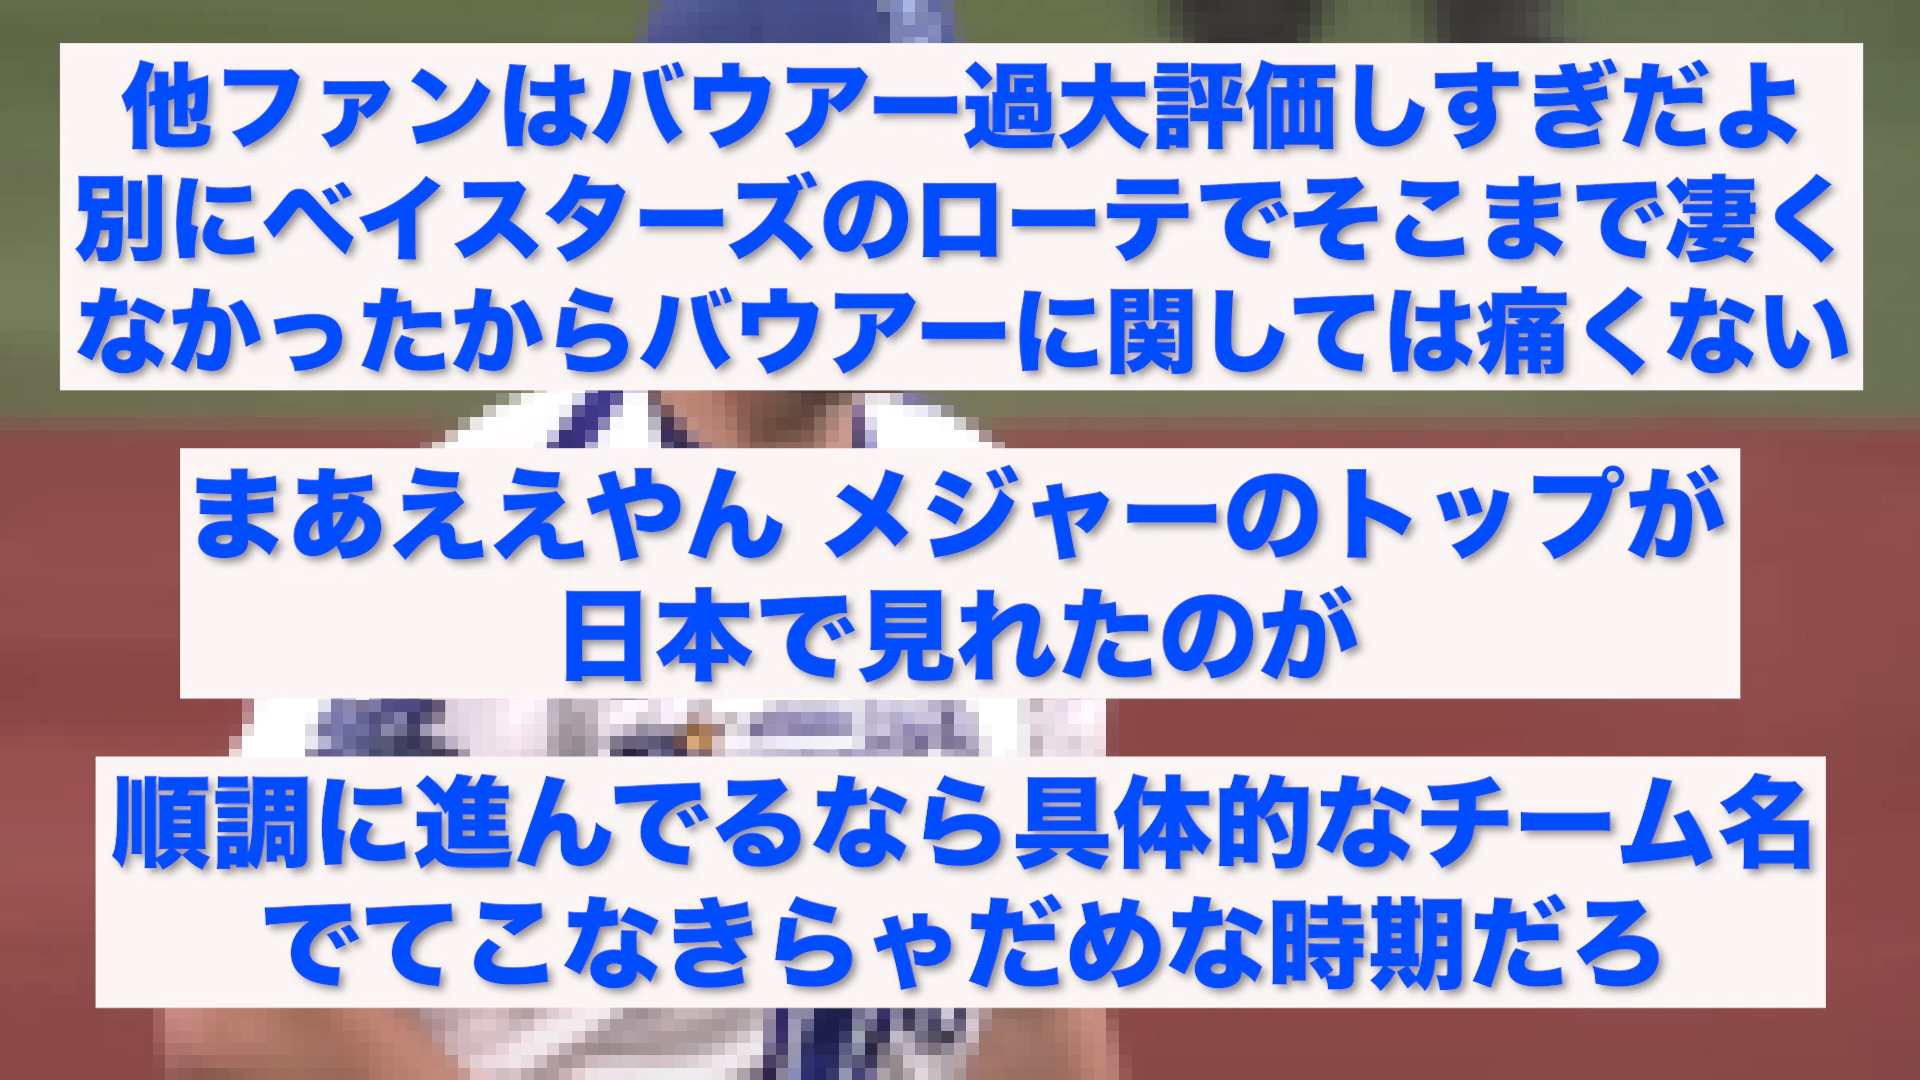 他ファンはバウアー過大評価しすぎだよ
別にベイスターズのローテでそこまで凄く
なかったからバウアーに関しては痛くない
まあええやん メジャーのトップが
日本で見れたのが
順調に進んでるなら具体的なチーム名
でてこなきらゃだめな時期だろ